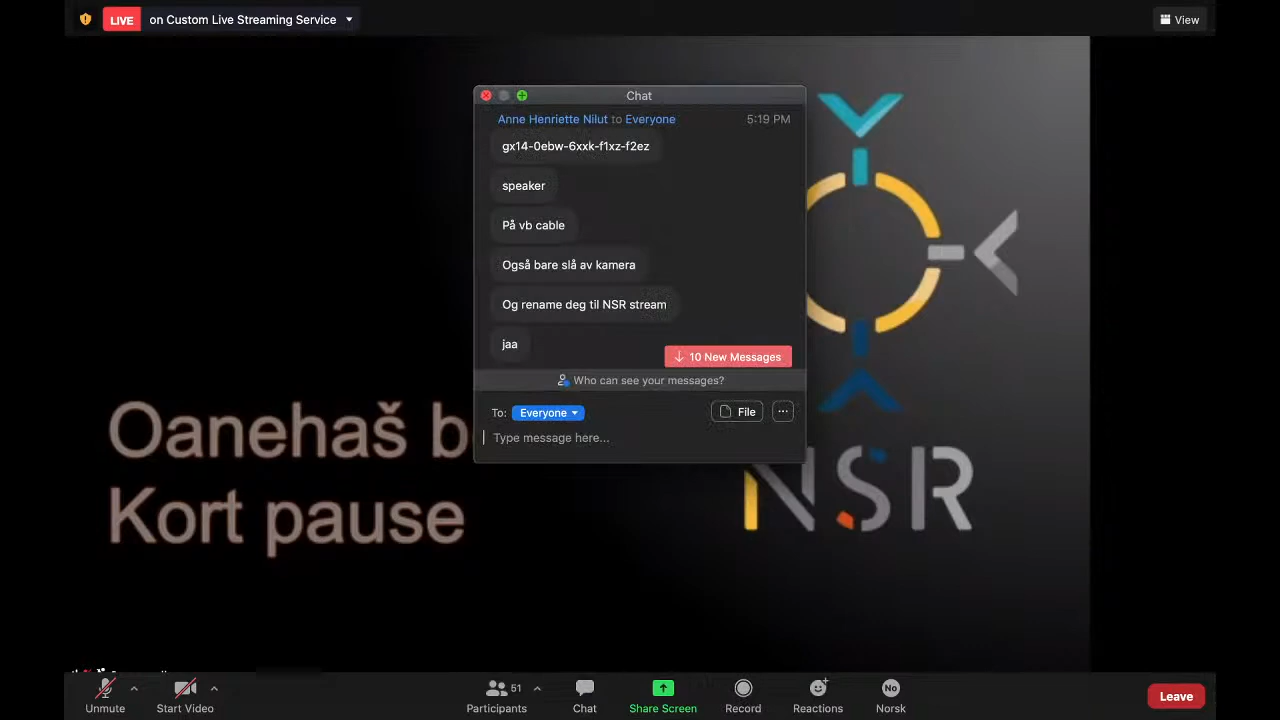 LIVE on Custom Live Streaming Service
View
Chat
Anne Henriette Nilut to Everyone 5:19 PM
gx14-0ebw-6xxk-f1xz-f2ez
speaker
På vb cable
Også bare slå av kamera
Og rename deg til NSR stream
jaa
10 New Messages
Who can see your messages?
To: Everyone File
Type message here...
Oanehaš b
Kort pause
NSR
Unmute Start Video Participants 51 Chat Share Screen Record Reactions No Norsk Leave